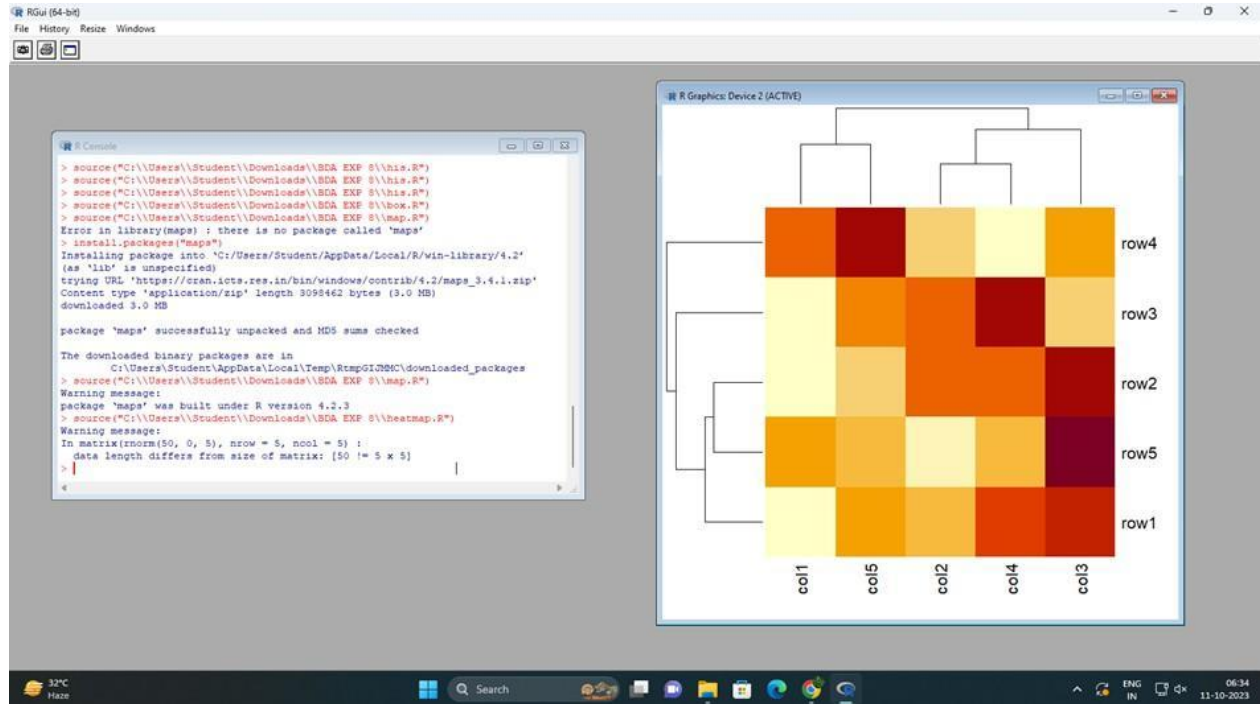 RGui (64-bit)
File History Resize Windows
R Console
> source("C:\\Users\\Student\\Downloads\\BDA EXP 8\\his.R")
> source("C:\\Users\\Student\\Downloads\\BDA EXP 8\\his.R")
> source("C:\\Users\\Student\\Downloads\\BDA EXP 8\\his.R")
> source("C:\\Users\\Student\\Downloads\\BDA EXP 8\\box.R")
> source("C:\\Users\\Student\\Downloads\\BDA EXP 8\\map.R")
Error in library(maps) : there is no package called ‘maps’
> install.packages("maps")
Installing package into ‘C:/Users/Student/AppData/Local/R/win-library/4.2’
(as ‘lib’ is unspecified)
trying URL 'https://cran.icts.res.in/bin/windows/contrib/4.2/maps_3.4.1.zip'
Content type 'application/zip' length 3098462 bytes (3.0 MB)
downloaded 3.0 MB
package ‘maps’ successfully unpacked and MD5 sums checked
The downloaded binary packages are in
C:\Users\Student\AppData\Local\Temp\RtmpGIJMMC\downloaded_packages
> source("C:\\Users\\Student\\Downloads\\BDA EXP 8\\map.R")
Warning message:
package ‘maps’ was built under R version 4.2.3
> source("C:\\Users\\Student\\Downloads\\BDA EXP 8\\heatmap.R")
Warning message:
In matrix(rnorm(50, 0, 5), nrow = 5, ncol = 5) :
data length differs from size of matrix: [50 != 5 x 5]
>
R Graphics: Device 2 (ACTIVE)
row4
row3
row2
row5
row1
col1
col5
col2
col4
col3
32°C
Haze
Search
ENG
IN
06:34
11-10-2023